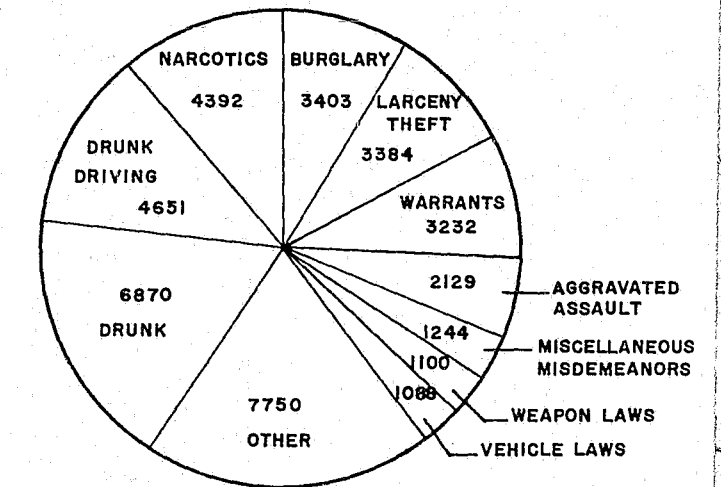 NARCOTICS
4392
BURGLARY
3403
LARCENY
THEFT
3384
WARRANTS
3232
2129
AGGRAVATED
ASSAULT
1244
MISCELLANEOUS
MISDEMEANORS
1100
WEAPON LAWS
1088
VEHICLE LAWS
7750
OTHER
6870
DRUNK
DRUNK
DRIVING
4651